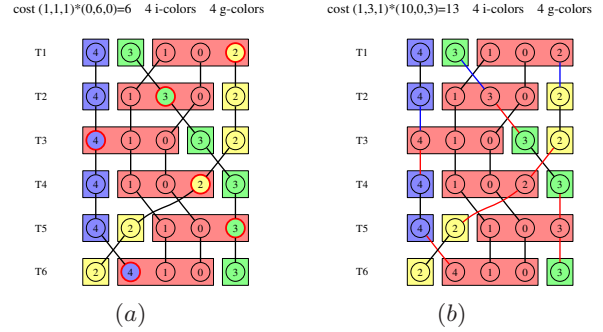 cost (1,1,1)*(0,6,0)=6 4 i-colors 4 g-colors
T1 4 3 1 0 2
T2 4 1 3 0 2
T3 4 1 0 3 2
T4 4 1 0 2 3
T5 4 2 1 0 3
T6 2 4 1 0 3
(a)
cost (1,3,1)*(10,0,3)=13 4 i-colors 4 g-colors
T1 4 3 1 0 2
T2 4 1 3 0 2
T3 4 1 0 3 2
T4 4 1 0 2 3
T5 4 2 1 0 3
T6 2 4 1 0 3
(b)